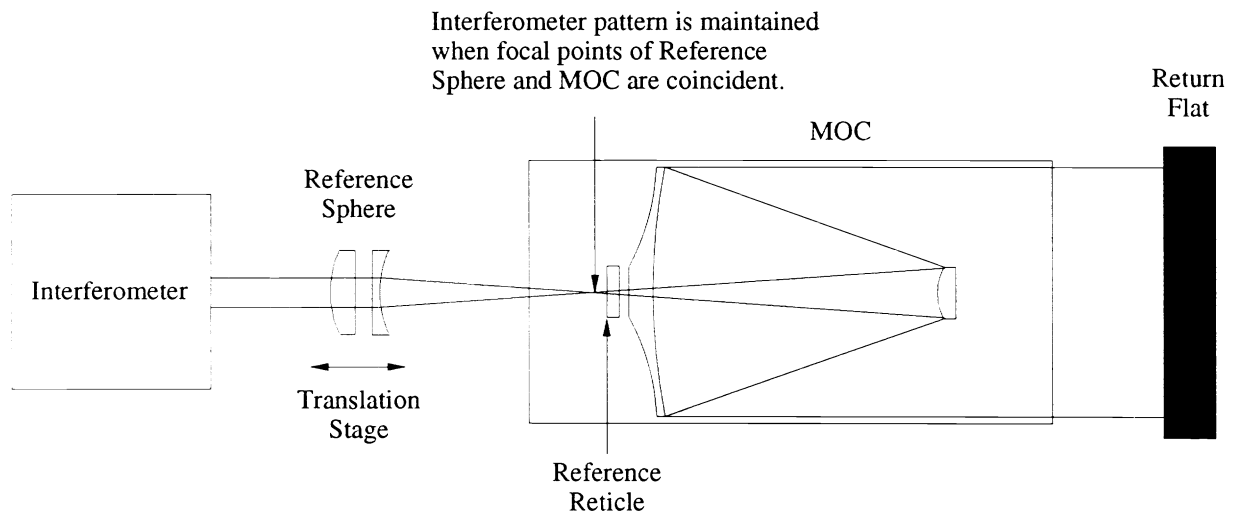 Interferometer pattern is maintained
when focal points of Reference
Sphere and MOC are coincident.
Return
Flat
MOC
Reference
Sphere
Interferometer
Translation
Stage
Reference
Reticle